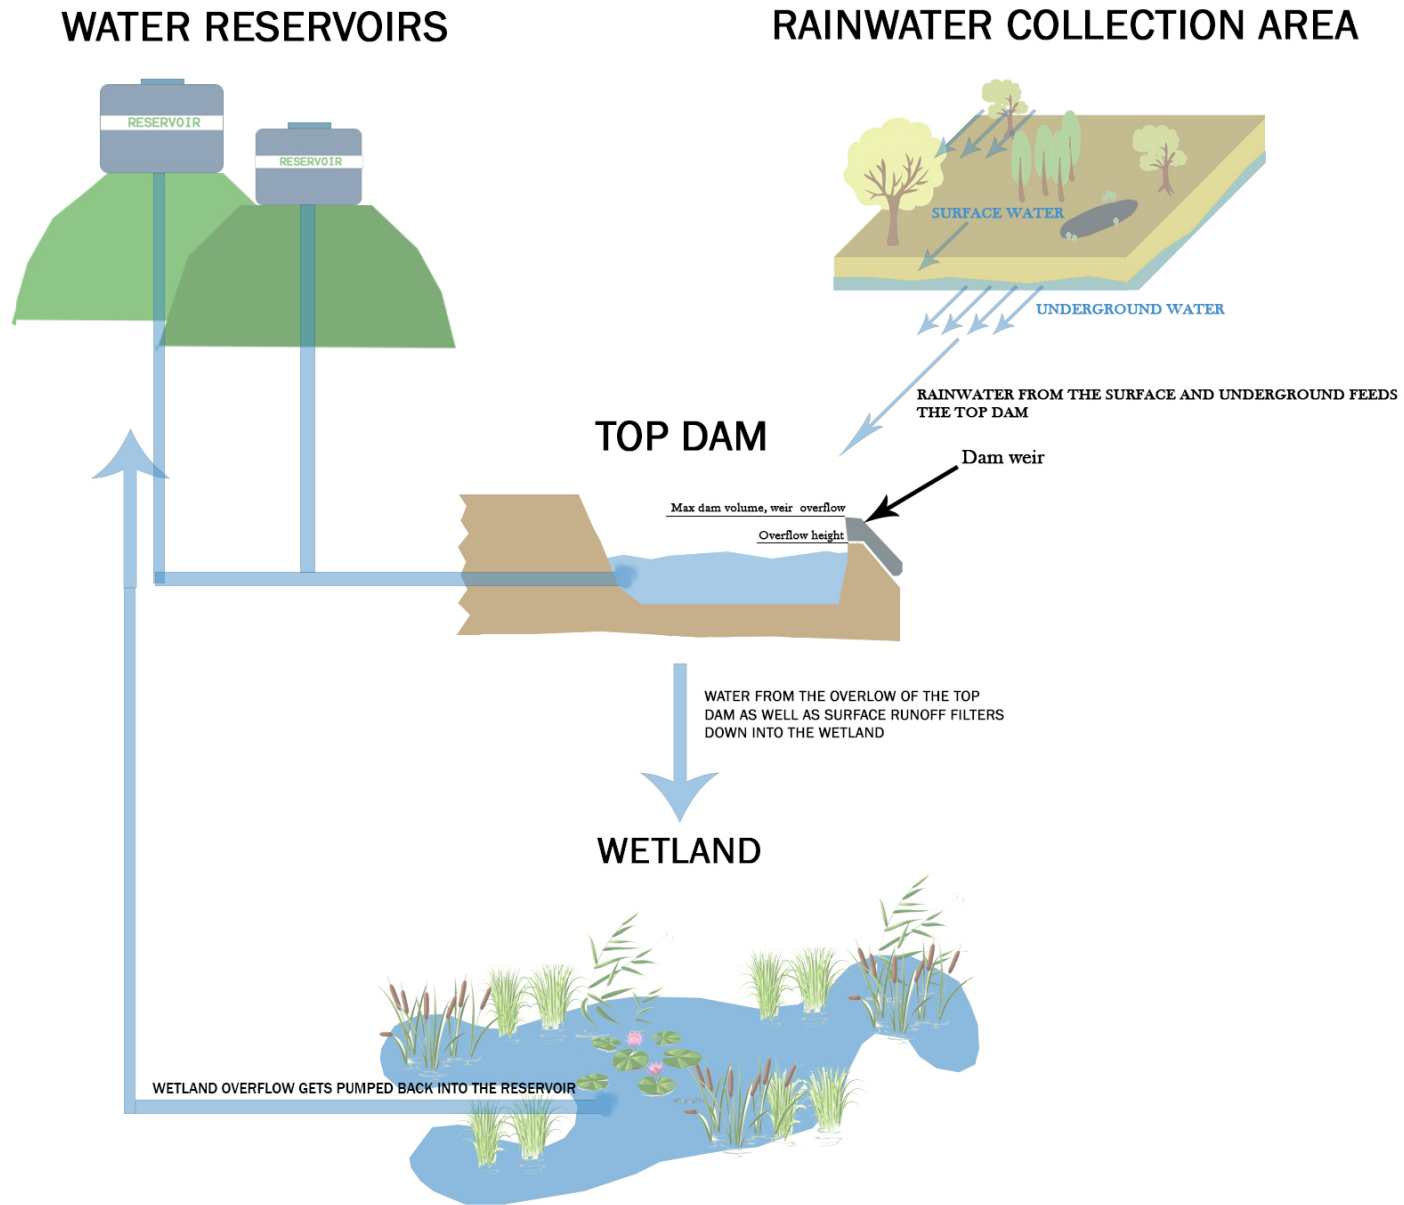 WATER RESERVOIRS
RAINWATER COLLECTION AREA
RESERVOIR
RESERVOIR
SURFACE WATER
UNDERGROUND WATER
RAINWATER FROM THE SURFACE AND UNDERGROUND FEEDS
THE TOP DAM
TOP DAM
Dam weir
Max dam volume, weir overflow
Overflow height
WATER FROM THE OVERLOW OF THE TOP
DAM AS WELL AS SURFACE RUNOFF FILTERS
DOWN INTO THE WETLAND
WETLAND
WETLAND OVERFLOW GETS PUMPED BACK INTO THE RESERVOIR